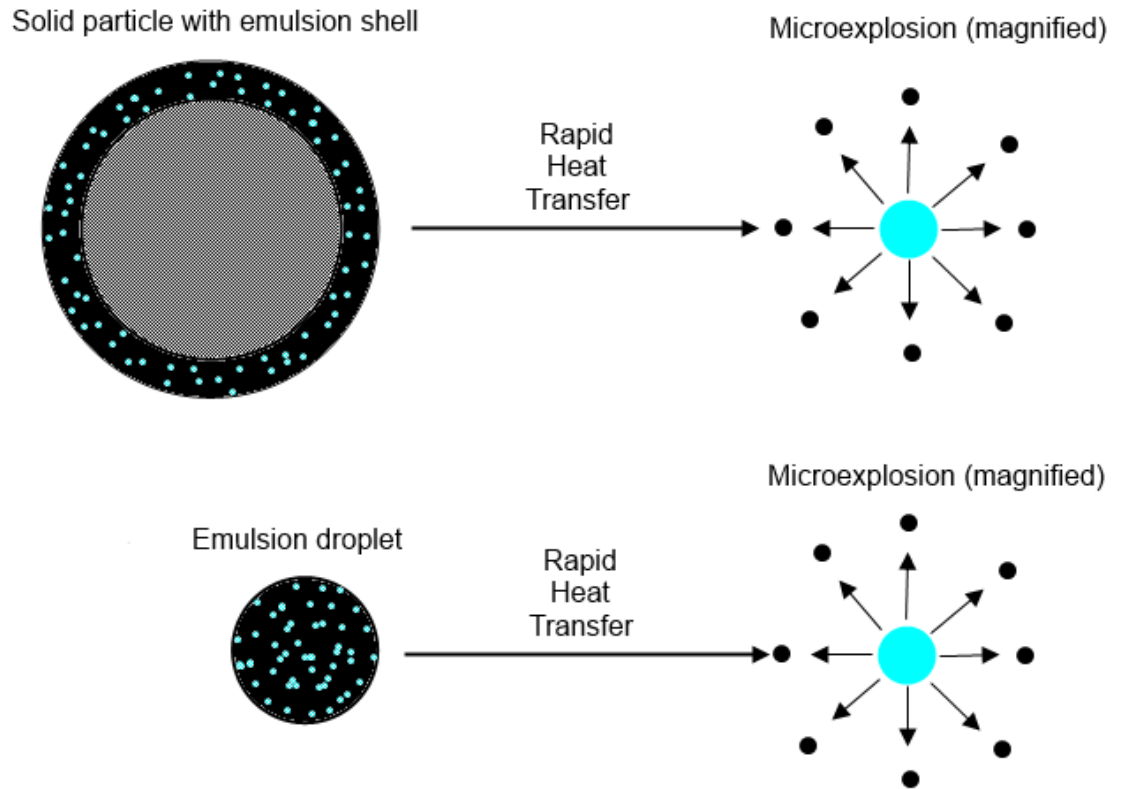 Solid particle with emulsion shell
Microexplosion (magnified)
Rapid
Heat
Transfer
Microexplosion (magnified)
Emulsion droplet
Rapid
Heat
Transfer